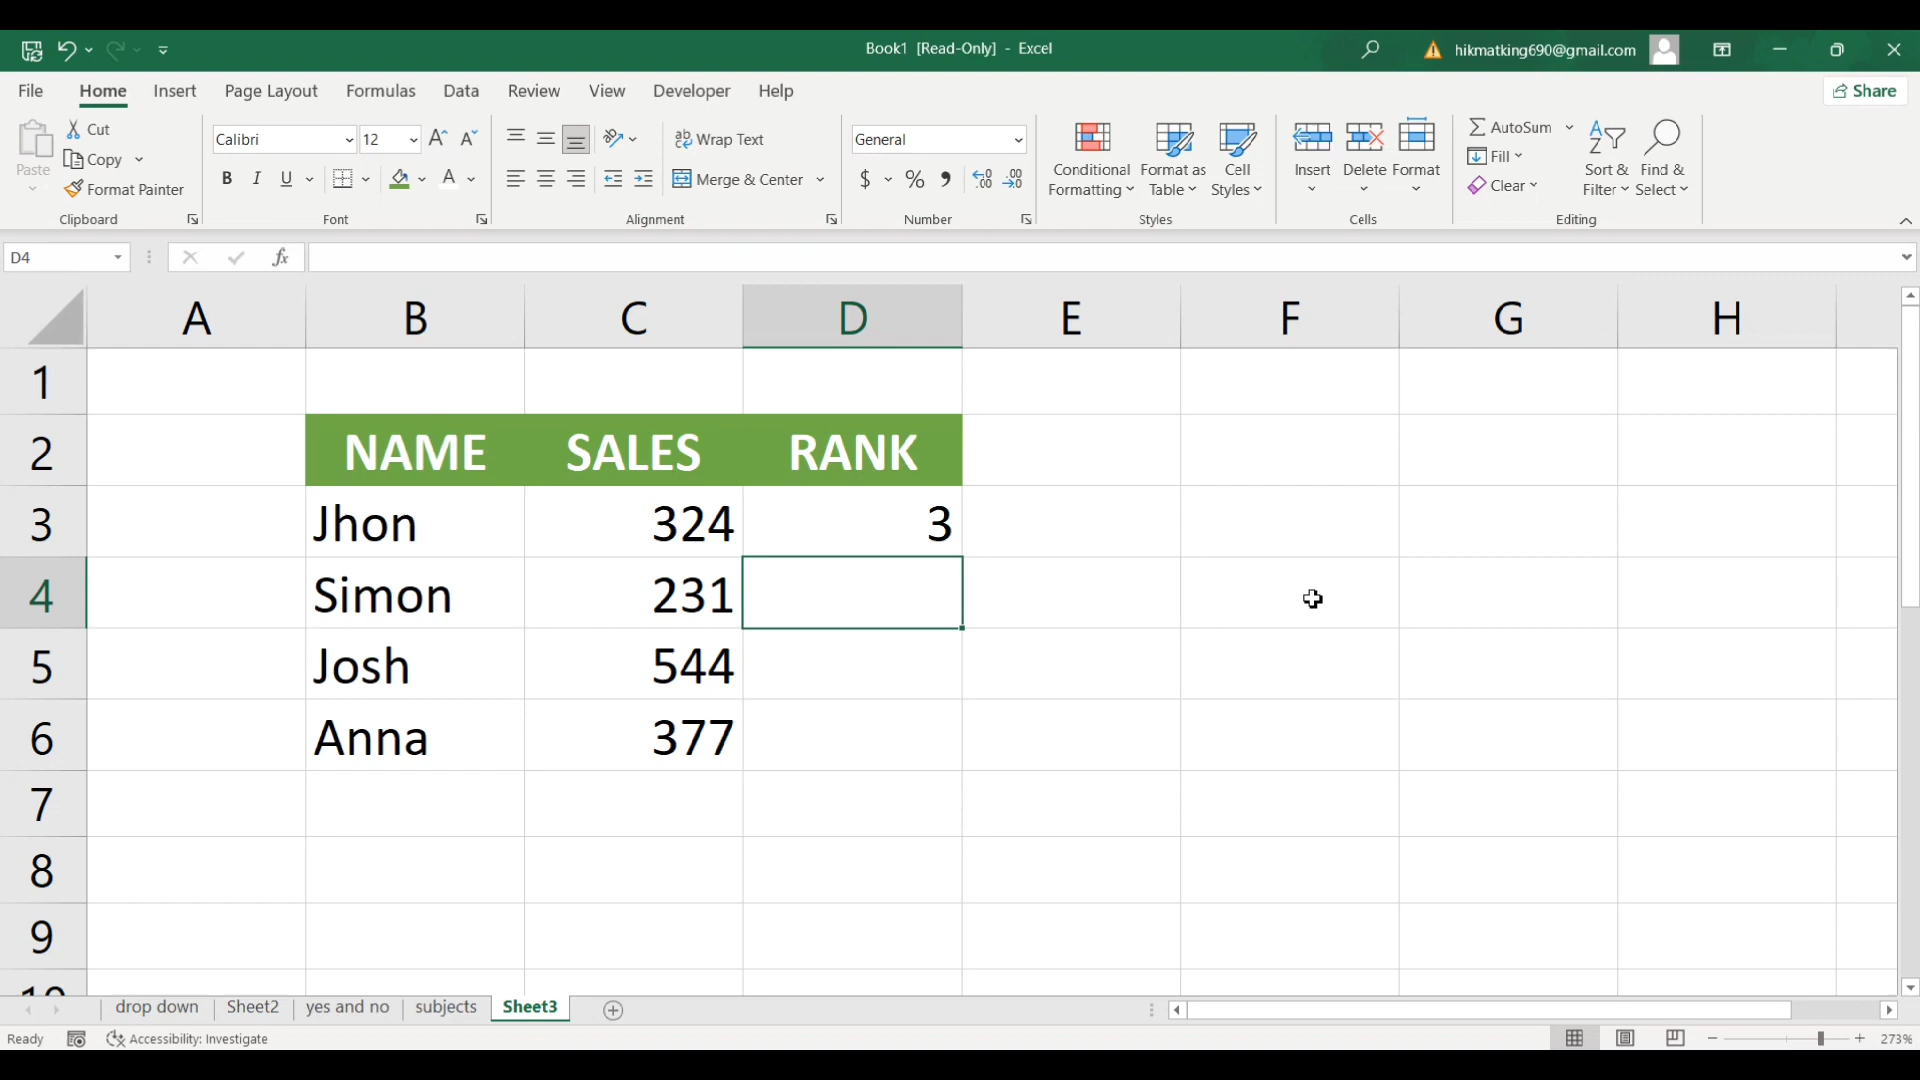 Book1 [Read-Only] - Excel
hikmatking690@gmail.com
File Home Insert Page Layout Formulas Data Review View Developer Help
Share
Paste
Cut
Copy
Format Painter
Clipboard
Calibri 12
B I U A
Font
Wrap Text
Merge & Center
Alignment
General
$ % 9
Number
Conditional Formatting
Format as Table
Cell Styles
Styles
Insert Delete Format
Cells
AutoSum
Fill
Clear
Sort & Filter
Find & Select
Editing
D4
fx
A B C D E F G H
1
2 NAME SALES RANK
3 Jhon 324 3
4 Simon 231
5 Josh 544
6 Anna 377
7
8
9
10
drop down Sheet2 yes and no subjects Sheet3
Ready Accessibility: Investigate 273%